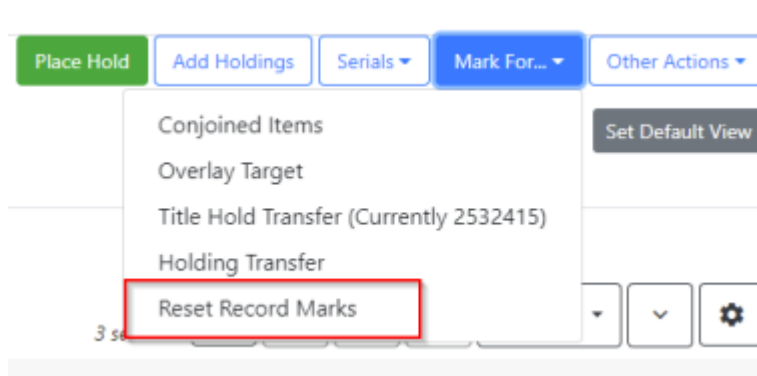 Place Hold Add Holdings Serials Mark For... Other Actions
Conjoined Items
Set Default View
Overlay Target
Title Hold Transfer (Currently 2532415)
Holding Transfer
Reset Record Marks
3